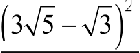 (3√5 − √3)²